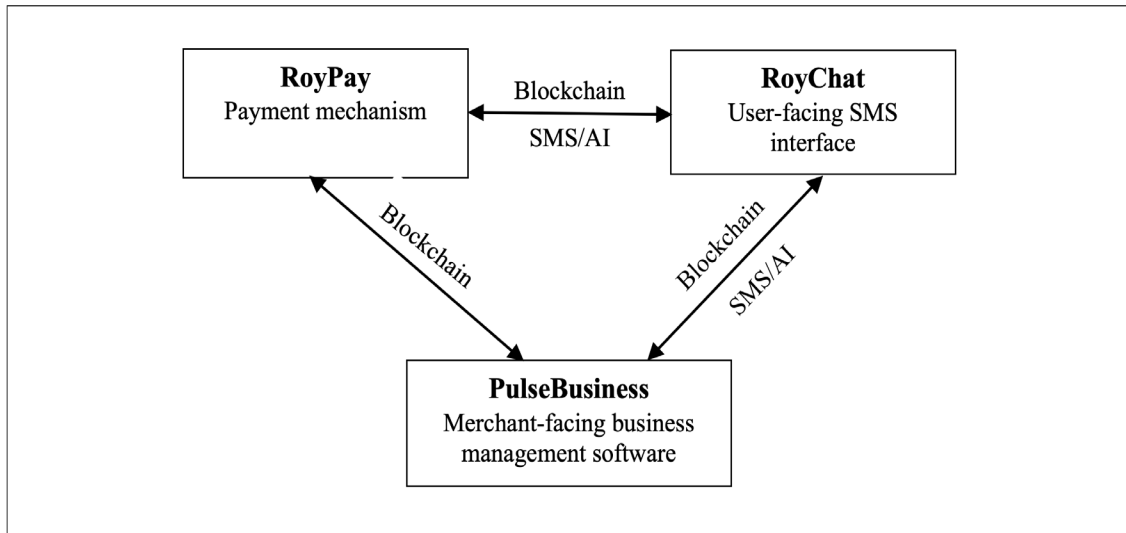 RoyPay
Payment mechanism
Blockchain
SMS/AI
RoyChat
User-facing SMS
interface
Blockchain
Blockchain
SMS/AI
PulseBusiness
Merchant-facing business
management software